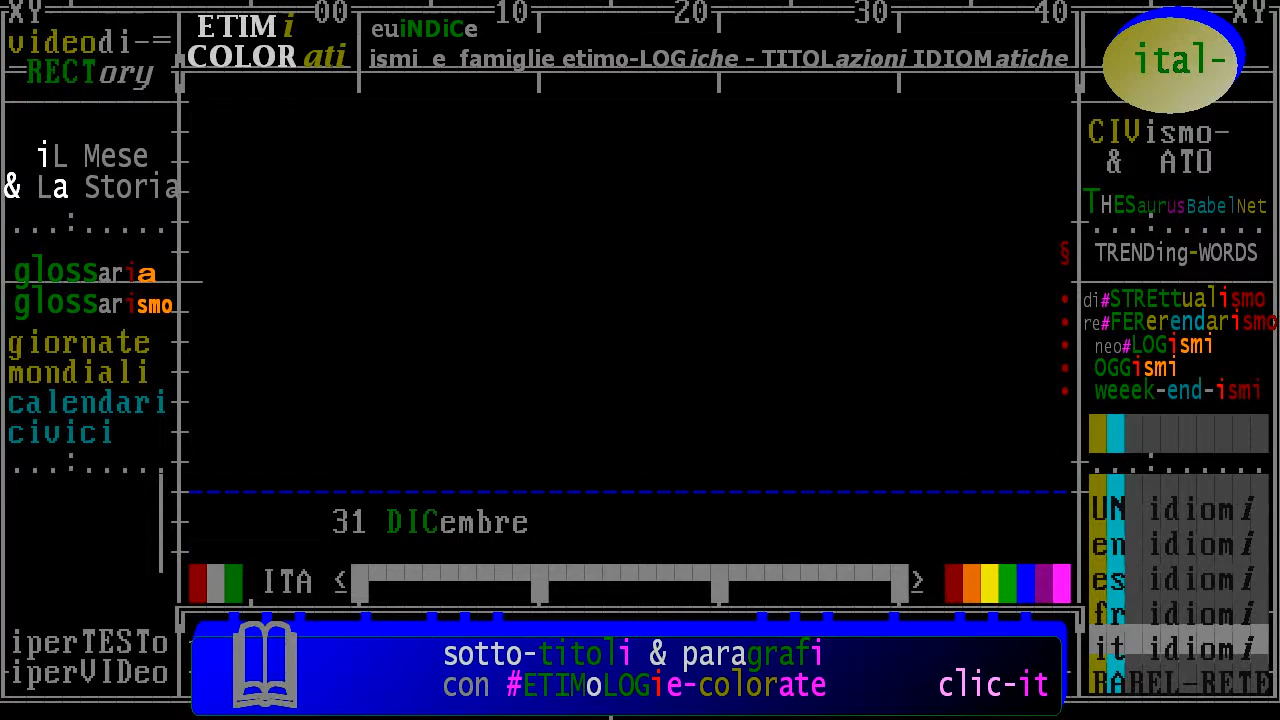 XY 00 10 20 30 40 XY
videodi-=
-RECTory
ETIMi
COLORati
euiNDiCe
ismi e famiglie etimo-LOGiche - TITOLazioni IDIOMatiche
ital-
iL Mese
& La Storia
...:.....
glossaria
glossarismo
giornate
mondiali
calendari
civici
...:.....
iperTESTo
iperVIDeo
CIVismo-
& ATO
THESaurusBabelNet
...:......
TRENDing-WORDS
§
di#STREttualismo
re#FERerendarismo
neo#LOGismi
OGGismi
weeek-end-ismi
...:......
UN idiomi
en idiomi
es idiomi
fr idiomi
it idiomi
31 DICembre
ITA < >
sotto-titoli & paragrafi
con #ETIMoLOGie-colorate
clic-it